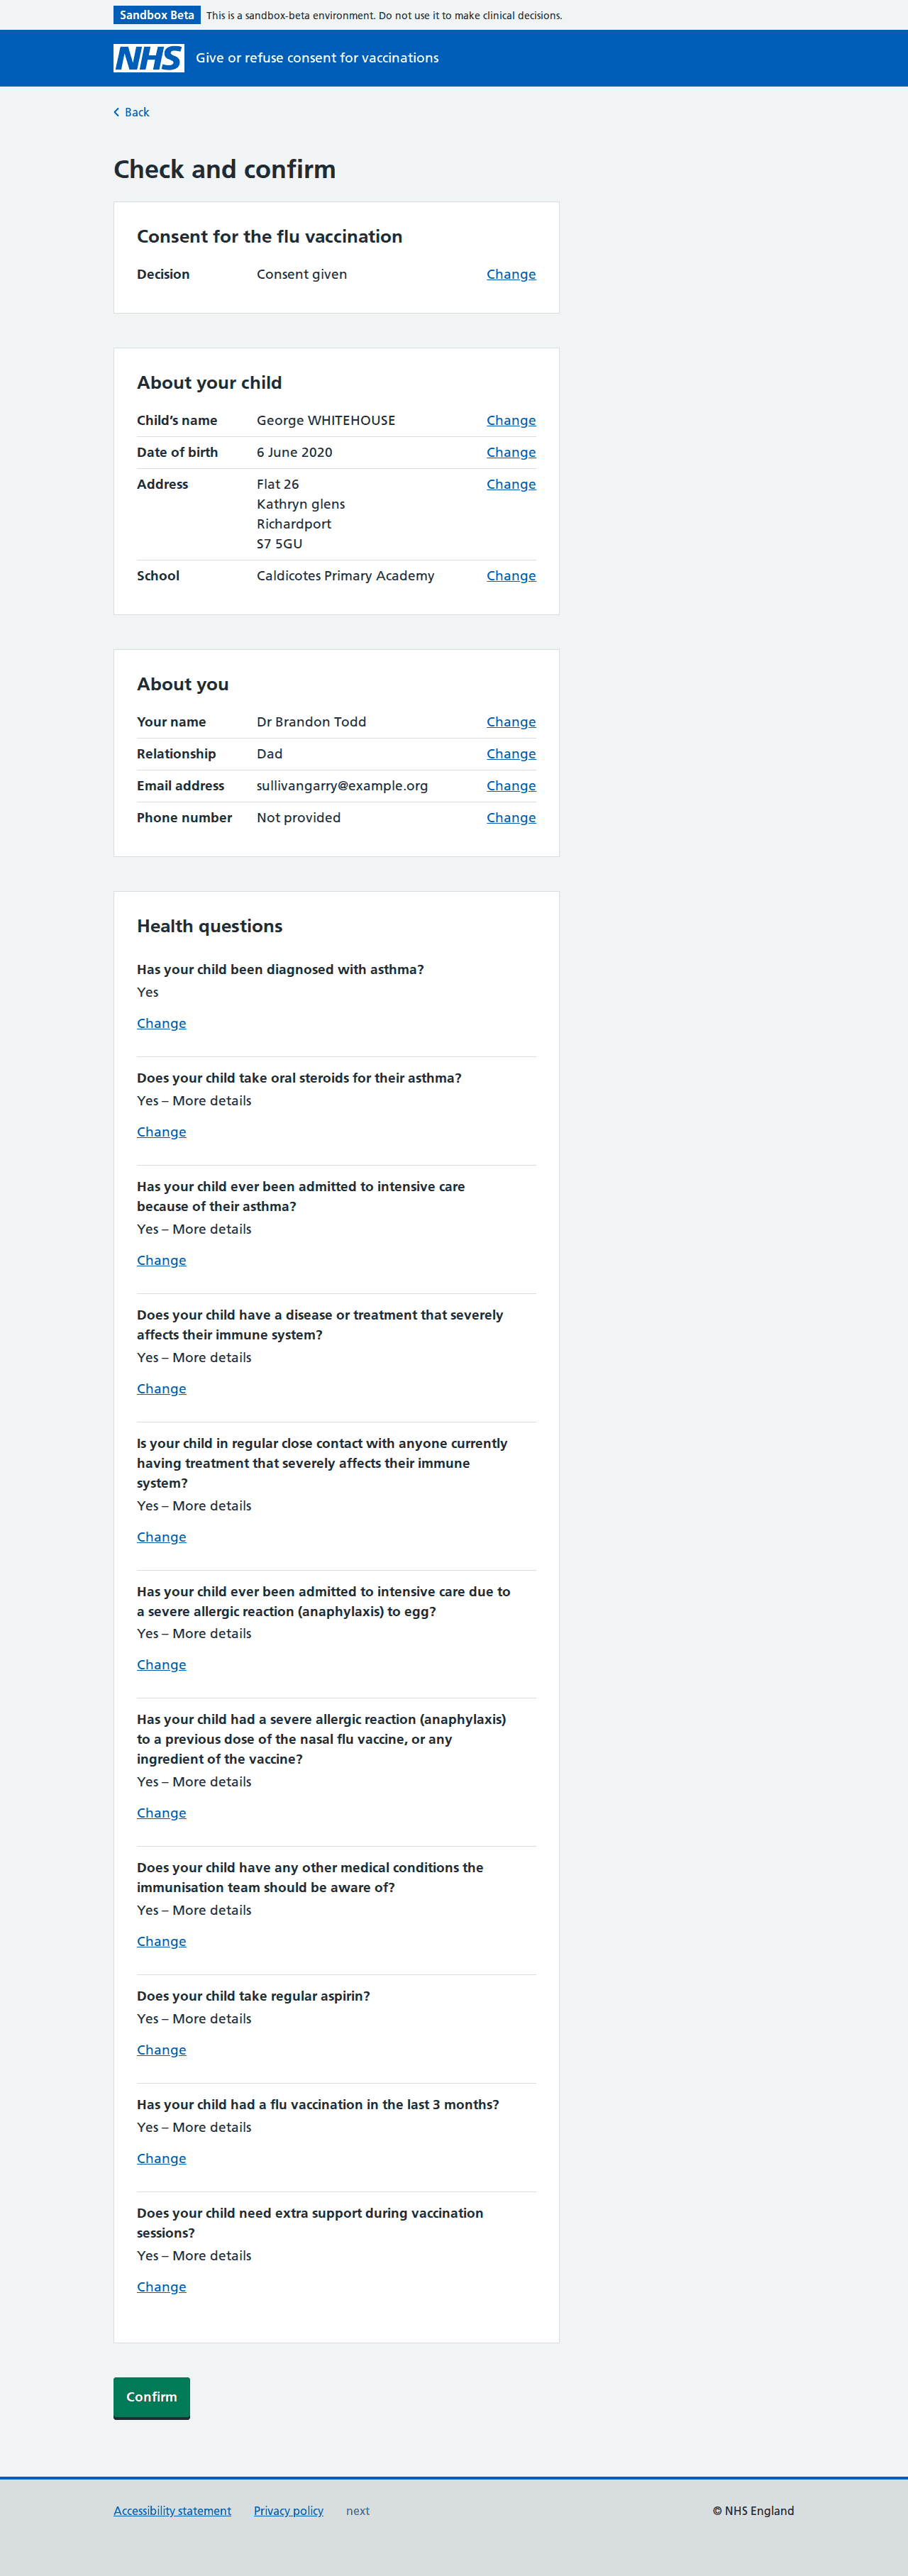 Sandbox Beta This is a sandbox-beta environment. Do not use it to make clinical decisions.
NHS Give or refuse consent for vaccinations
Back
Check and confirm
Consent for the flu vaccination
Decision Consent given Change
About your child
Child’s name George WHITEHOUSE Change
Date of birth 6 June 2020 Change
Address Flat 26 Change
Kathryn glens
Richardport
S7 5GU
School Caldicotes Primary Academy Change
About you
Your name Dr Brandon Todd Change
Relationship Dad Change
Email address sullivangarry@example.org Change
Phone number Not provided Change
Health questions
Has your child been diagnosed with asthma?
Yes
Change
Does your child take oral steroids for their asthma?
Yes – More details
Change
Has your child ever been admitted to intensive care
because of their asthma?
Yes – More details
Change
Does your child have a disease or treatment that severely
affects their immune system?
Yes – More details
Change
Is your child in regular close contact with anyone currently
having treatment that severely affects their immune
system?
Yes – More details
Change
Has your child ever been admitted to intensive care due to
a severe allergic reaction (anaphylaxis) to egg?
Yes – More details
Change
Has your child had a severe allergic reaction (anaphylaxis)
to a previous dose of the nasal flu vaccine, or any
ingredient of the vaccine?
Yes – More details
Change
Does your child have any other medical conditions the
immunisation team should be aware of?
Yes – More details
Change
Does your child take regular aspirin?
Yes – More details
Change
Has your child had a flu vaccination in the last 3 months?
Yes – More details
Change
Does your child need extra support during vaccination
sessions?
Yes – More details
Change
Confirm
Accessibility statement Privacy policy next © NHS England